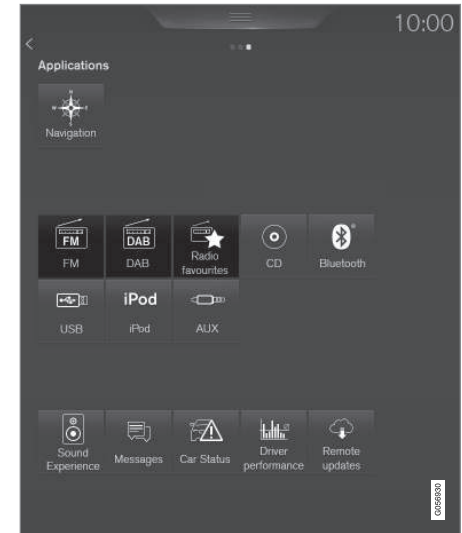 10:00
Applications
Navigation
FM
DAB
FM
DAB
Radio
favourites
CD
Bluetooth
iPod
USB
iPod
AUX
Sound
Experience
Messages
Car Status
Driver
performance
Remote
updates
G056930